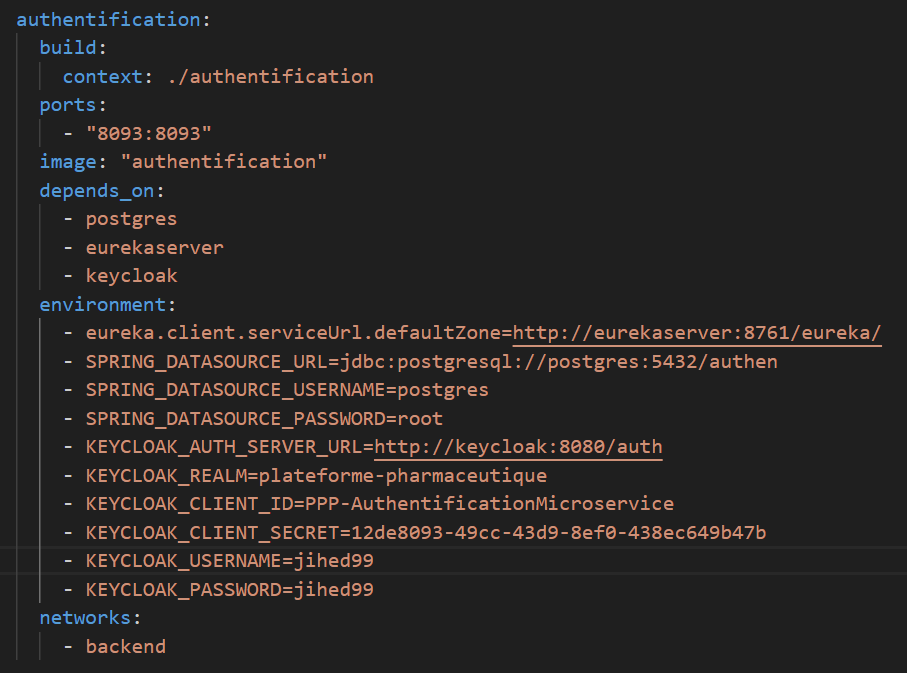 authentification:
build:
context: ./authentification
ports:
- "8093:8093"
image: "authentification"
depends_on:
- postgres
- eurekaserver
- keycloak
environment:
- eureka.client.serviceUrl.defaultZone=http://eurekaserver:8761/eureka/
- SPRING_DATASOURCE_URL=jdbc:postgresql://postgres:5432/authen
- SPRING_DATASOURCE_USERNAME=postgres
- SPRING_DATASOURCE_PASSWORD=root
- KEYCLOAK_AUTH_SERVER_URL=http://keycloak:8080/auth
- KEYCLOAK_REALM=plateforme-pharmaceutique
- KEYCLOAK_CLIENT_ID=PPP-AuthentificationMicroservice
- KEYCLOAK_CLIENT_SECRET=12de8093-49cc-43d9-8ef0-438ec649b47b
- KEYCLOAK_USERNAME=jihed99
- KEYCLOAK_PASSWORD=jihed99
networks:
- backend